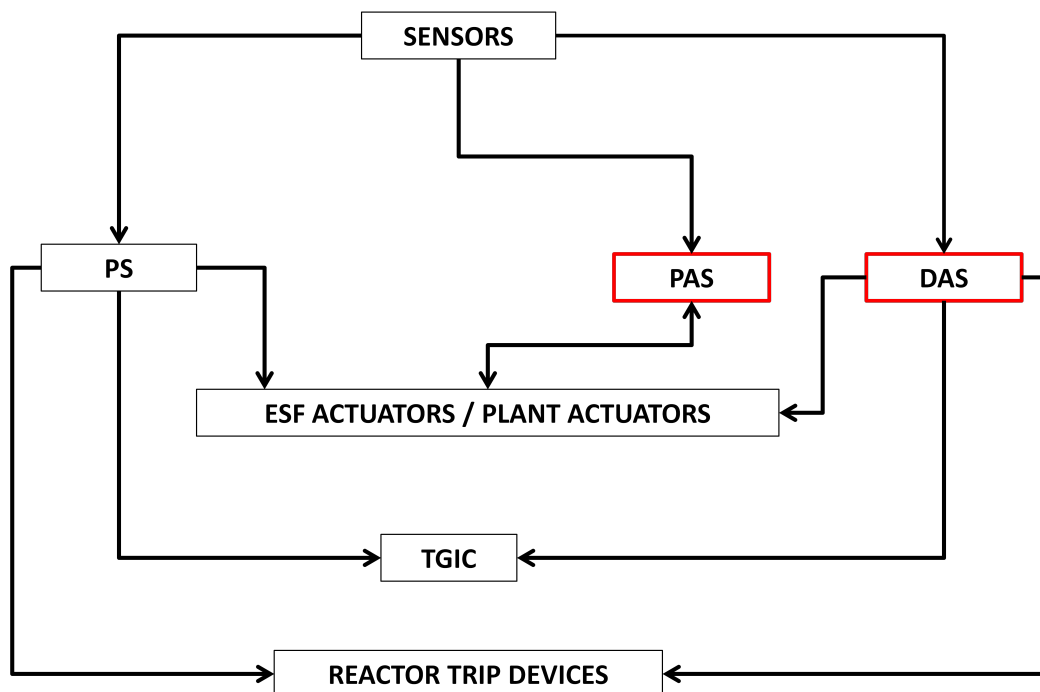 SENSORS
PS
PAS
DAS
ESF ACTUATORS / PLANT ACTUATORS
TGIC
REACTOR TRIP DEVICES